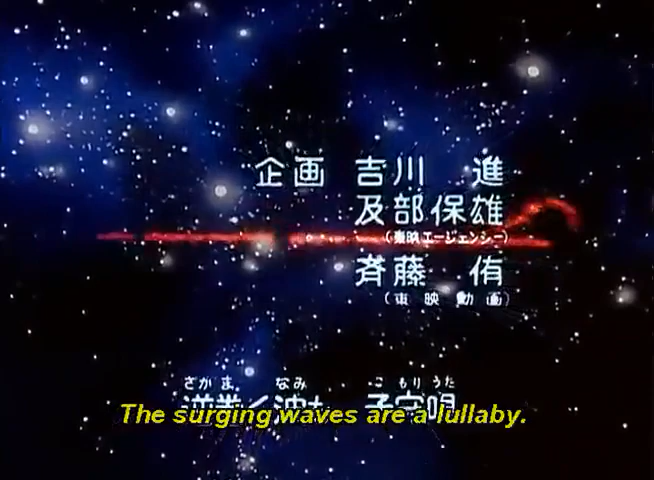 企画 吉川 進
及部保雄
（東映エージェンシー）
斉藤 侑
（東映動画）
さか ま なみ こ もり うた
逆巻く波も 子守唄
The surging waves are a lullaby.